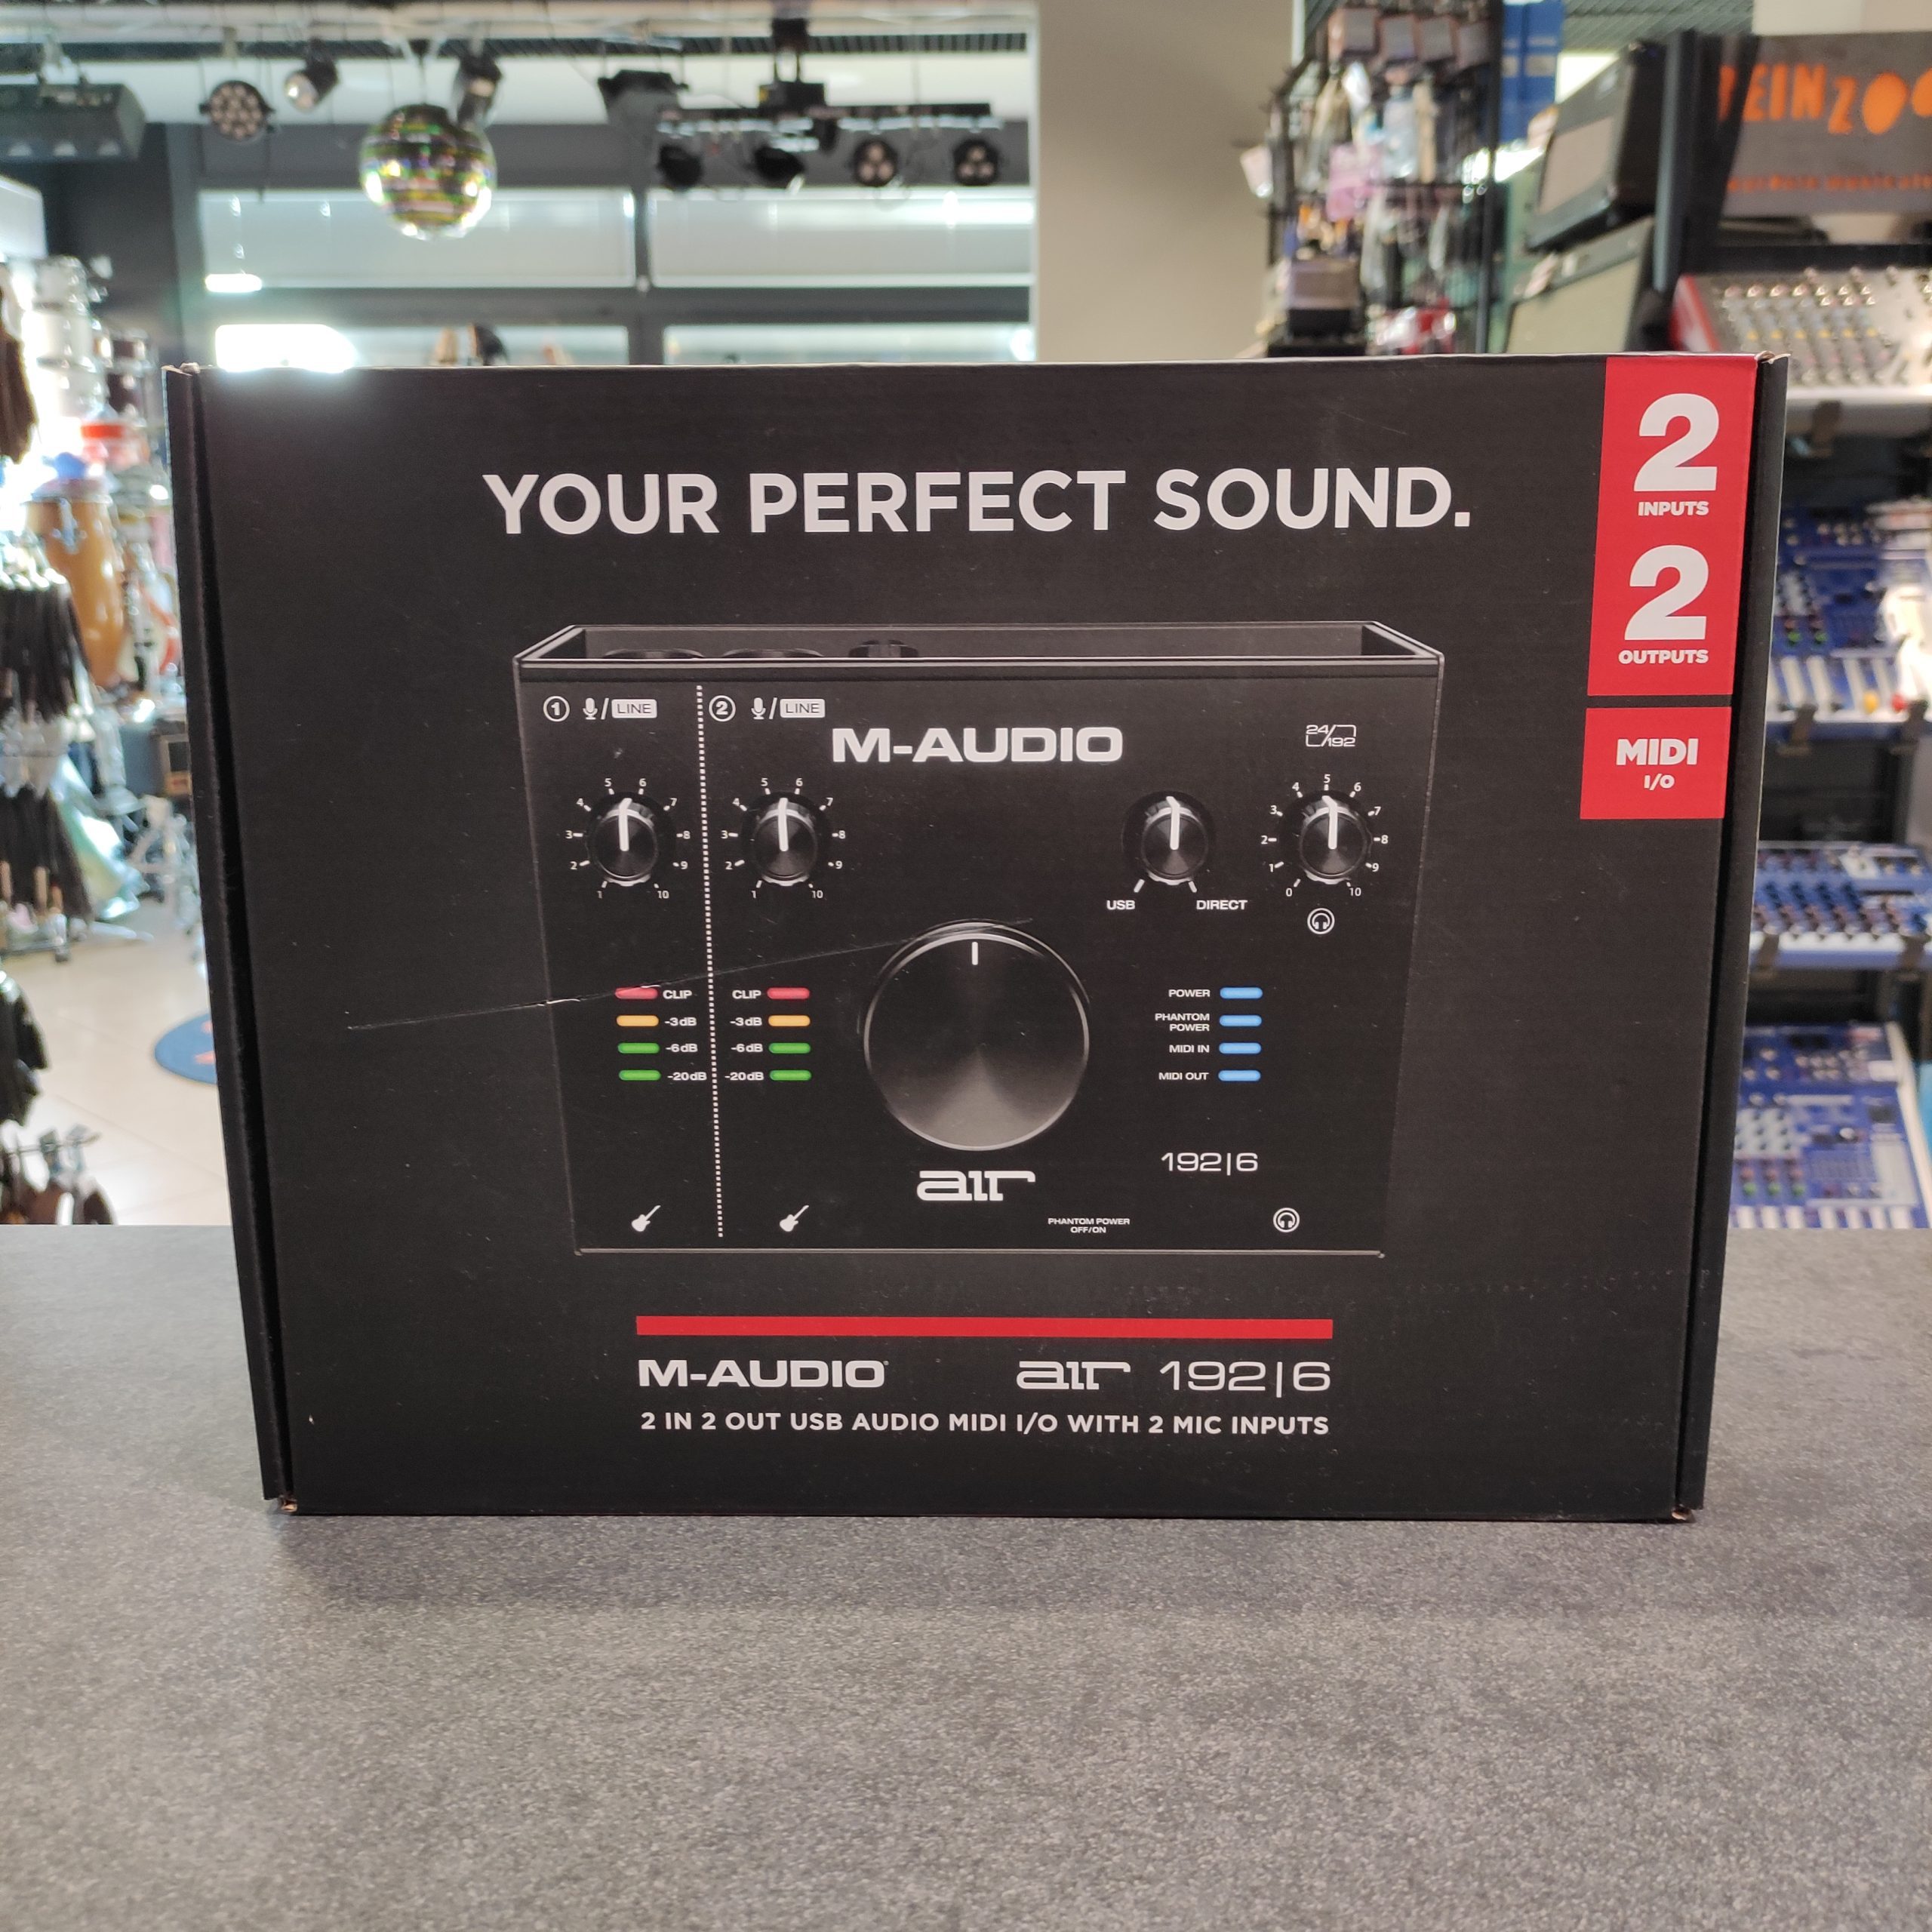 YOUR PERFECT SOUND.
2
INPUTS
2
OUTPUTS
MIDI
I/O
1 / LINE
2 / LINE
M-AUDIO
24/192
5 6
4 7
3 8
2 9
1 10
5 6
4 7
3 8
2 9
1 10
USB DIRECT
5
4 6
3 7
2 8
1 9
0 10
CLIP
-3dB
-6dB
-20dB
CLIP
-3dB
-6dB
-20dB
POWER
PHANTOM
POWER
MIDI IN
MIDI OUT
192|6
air
PHANTOM POWER
OFF/ON
M-AUDIO air 192|6
2 IN 2 OUT USB AUDIO MIDI I/O WITH 2 MIC INPUTS